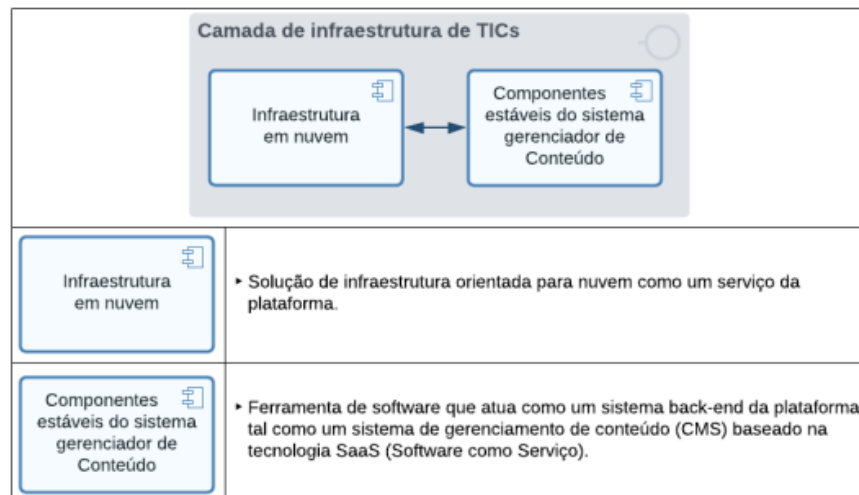 Camada de infraestrutura de TICs
Infraestrutura
em nuvem
Componentes
estáveis do sistema
gerenciador de
Conteúdo
Infraestrutura
em nuvem
‣ Solução de infraestrutura orientada para nuvem como um serviço da
plataforma.
Componentes
estáveis do sistema
gerenciador de
Conteúdo
‣ Ferramenta de software que atua como um sistema back-end da plataforma
tal como um sistema de gerenciamento de conteúdo (CMS) baseado na
tecnologia SaaS (Software como Serviço).